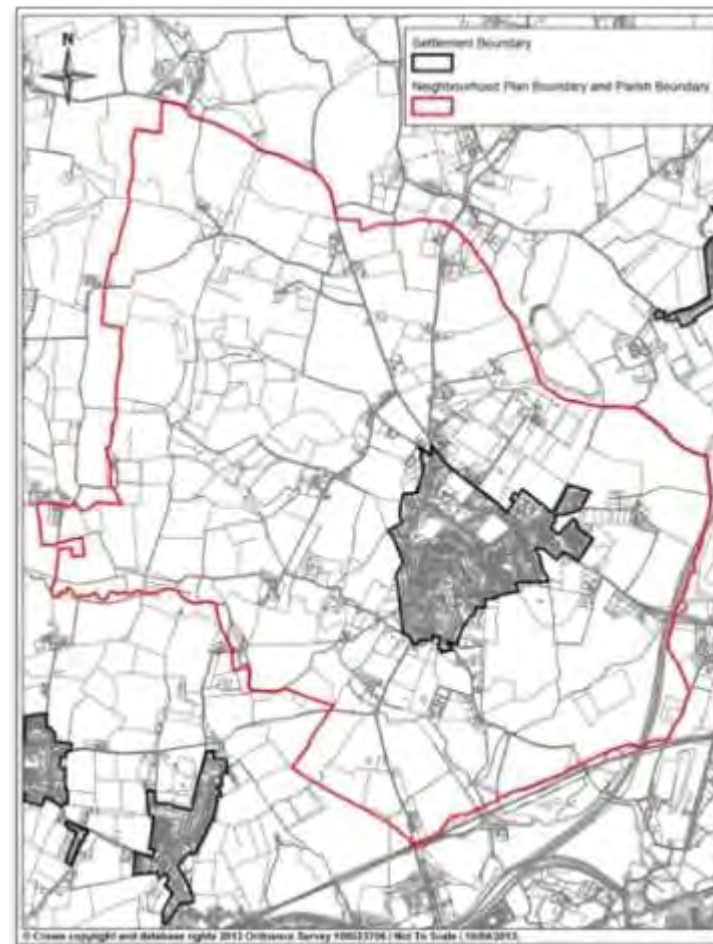 N
Settlement Boundary
Neighbourhood Plan Boundary and Parish Boundary
© Crown copyright and database rights 2013 Ordnance Survey / Not To Scale /